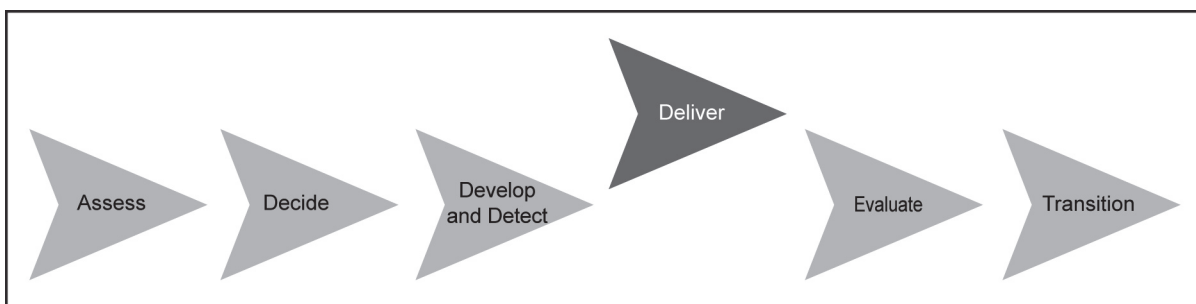 Assess
Decide
Develop
and Detect
Deliver
Evaluate
Transition